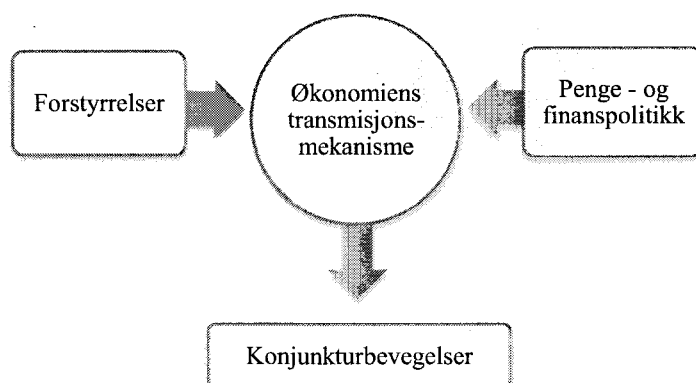 Forstyrrelser
Økonomiens
transmisjons-
mekanisme
Penge - og
finanspolitikk
Konjunkturbevegelser